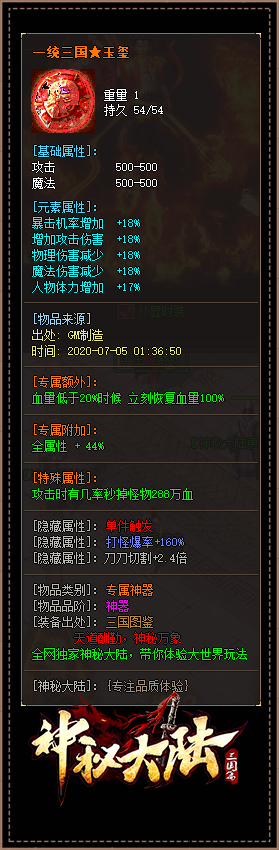 一统三国★玉玺
重量 1
持久 54/54
[基础属性]:
攻击 500-500
魔法 500-500
[元素属性]:
暴击机率增加 +18%
增加攻击伤害 +18%
物理伤害减少 +18%
魔法伤害减少 +18%
人物体力增加 +17%
[物品来源]
出处: GM制造
时间: 2020-07-05 01:36:50
[专属额外]:
血量低于20%时候 立刻恢复血量100%
[专属附加]:
全属性 + 44%
[特殊属性]:
攻击时有几率秒掉怪物288万血
[隐藏属性]: 单件触发
[隐藏属性]: 打怪爆率+160%
[隐藏属性]: 刀刀切割+2.4倍
[物品类别]: 专属神器
[物品品阶]: 神器
[装备出处]: 三国图鉴
天道酬勤, 神秘万象
全网独家神秘大陆, 带你体验大世界玩法
[神秘大陆]: {专注品质体验}
神秘大陆
三国篇